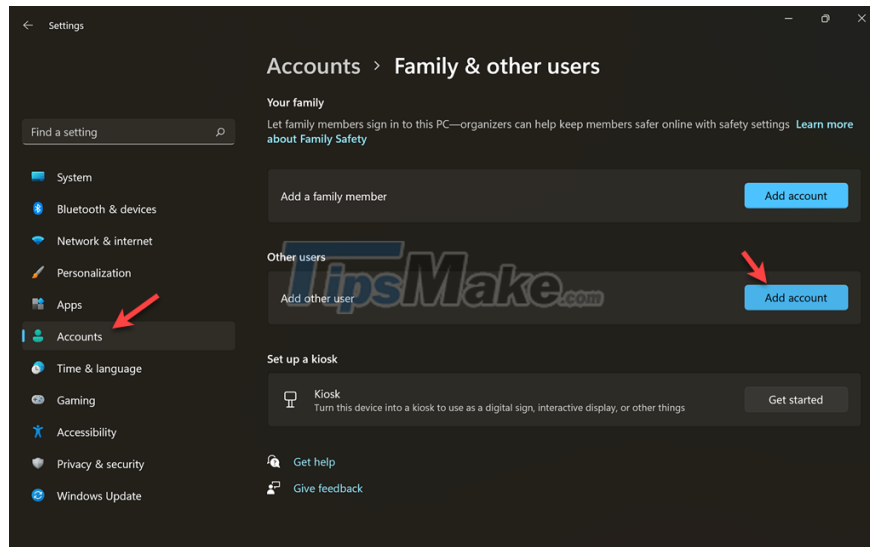 Settings
Accounts > Family & other users
Your family
Let family members sign in to this PC—organizers can help keep members safer online with safety settings Learn more
about Family Safety
Find a setting
System
Bluetooth & devices
Network & internet
Personalization
Apps
Accounts
Time & language
Gaming
Accessibility
Privacy & security
Windows Update
Add a family member
Add account
Other users
TipsMake.com
Add other user
Add account
Set up a kiosk
Kiosk
Turn this device into a kiosk to use as a digital sign, interactive display, or other things
Get started
Get help
Give feedback